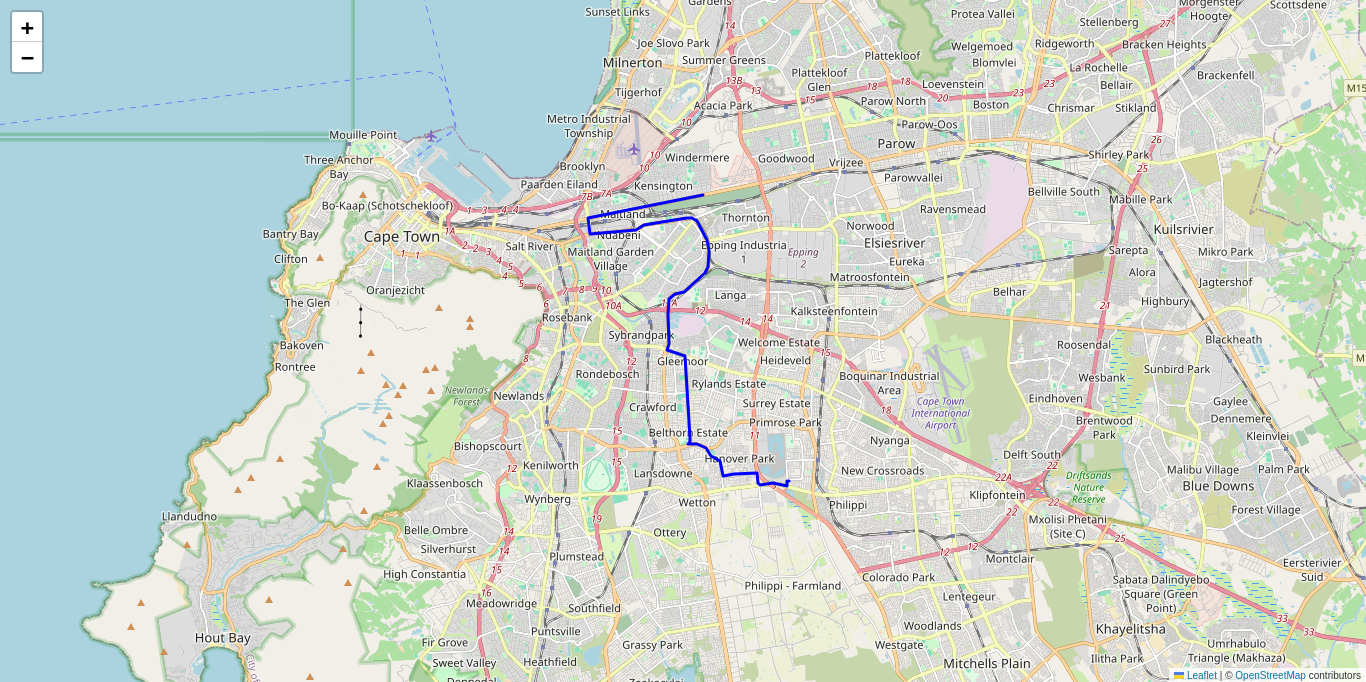 +
−
Sunset Links
Gardens
Morgenster
Hoogte
Scottsdene
Protea Vallei
Stellenberg
Joe Slovo Park
Milnerton
Summer Greens
Plattekloof
Welgemoed
Ridgeworth
Bracken Heights
Blomvlei
La Rochelle
Plattekloof
Glen
Loevenstein
Bellair
Brackenfell
Tijgerhof
Acacia Park
Parow North
Boston
Chrismar
Stikland
M15
Metro Industrial
Township
Parow-Oos
Mouille Point
Parow
Three Anchor
Bay
Brooklyn
Windermere
Goodwood
Vrijzee
Shirley Park
Paarden Eiland
Kensington
Parowvallei
Bellville South
Mabille Park
Bo-Kaap (Schotschekloof)
Maitland
Thornton
Ravensmead
Bantry Bay
Cape Town
Salt River
Ndabeni
Norwood
Kuilsrivier
Clifton
Maitland Garden
Village
Epping Industria
1
Epping
2
Elsiesriver
Eureka
Sarepta
Mikro Park
Matroosfontein
Alora
Jagtershof
Oranjezicht
Langa
Belhar
Highbury
The Glen
Rosebank
Kalksteenfontein
Bakoven
Sybrandpark
Welcome Estate
Roosendal
Blackheath
Rontree
Gleemoor
Heideveld
Rondebosch
Rylands Estate
Boquinar Industrial
Area
Wesbank
Sunbird Park
Newlands
Forest
Newlands
Crawford
Surrey Estate
Cape Town
International
Airport
Eindhoven
Gaylee
Dennemere
Belthorn Estate
Primrose Park
Brentwood
Park
Kleinvlei
Bishopscourt
Nyanga
Hanover Park
Delft South
Kenilworth
Lansdowne
New Crossroads
Driftsands
Nature
Reserve
Malibu Village
Palm Park
Klaassenbosch
Blue Downs
Wynberg
Wetton
Philippi
Klipfontein
Forest Village
Llandudno
Belle Ombre
Ottery
Mxolisi Phetani
(Site C)
Silverhurst
Plumstead
Montclair
Eersterivier
Suid
High Constantia
Philippi - Farmland
Colorado Park
Sabata Dalindyebo
Square (Green
Point)
Meadowridge
Southfield
Lentegeur
Hout Bay
Puntsville
Woodlands
Khayelitsha
Fir Grove
Grassy Park
Westgate
Umrhabulo
Triangle (Makhaza)
Sweet Valley
Heathfield
Mitchells Plain
Ilitha Park
Leaflet | © OpenStreetMap contributors